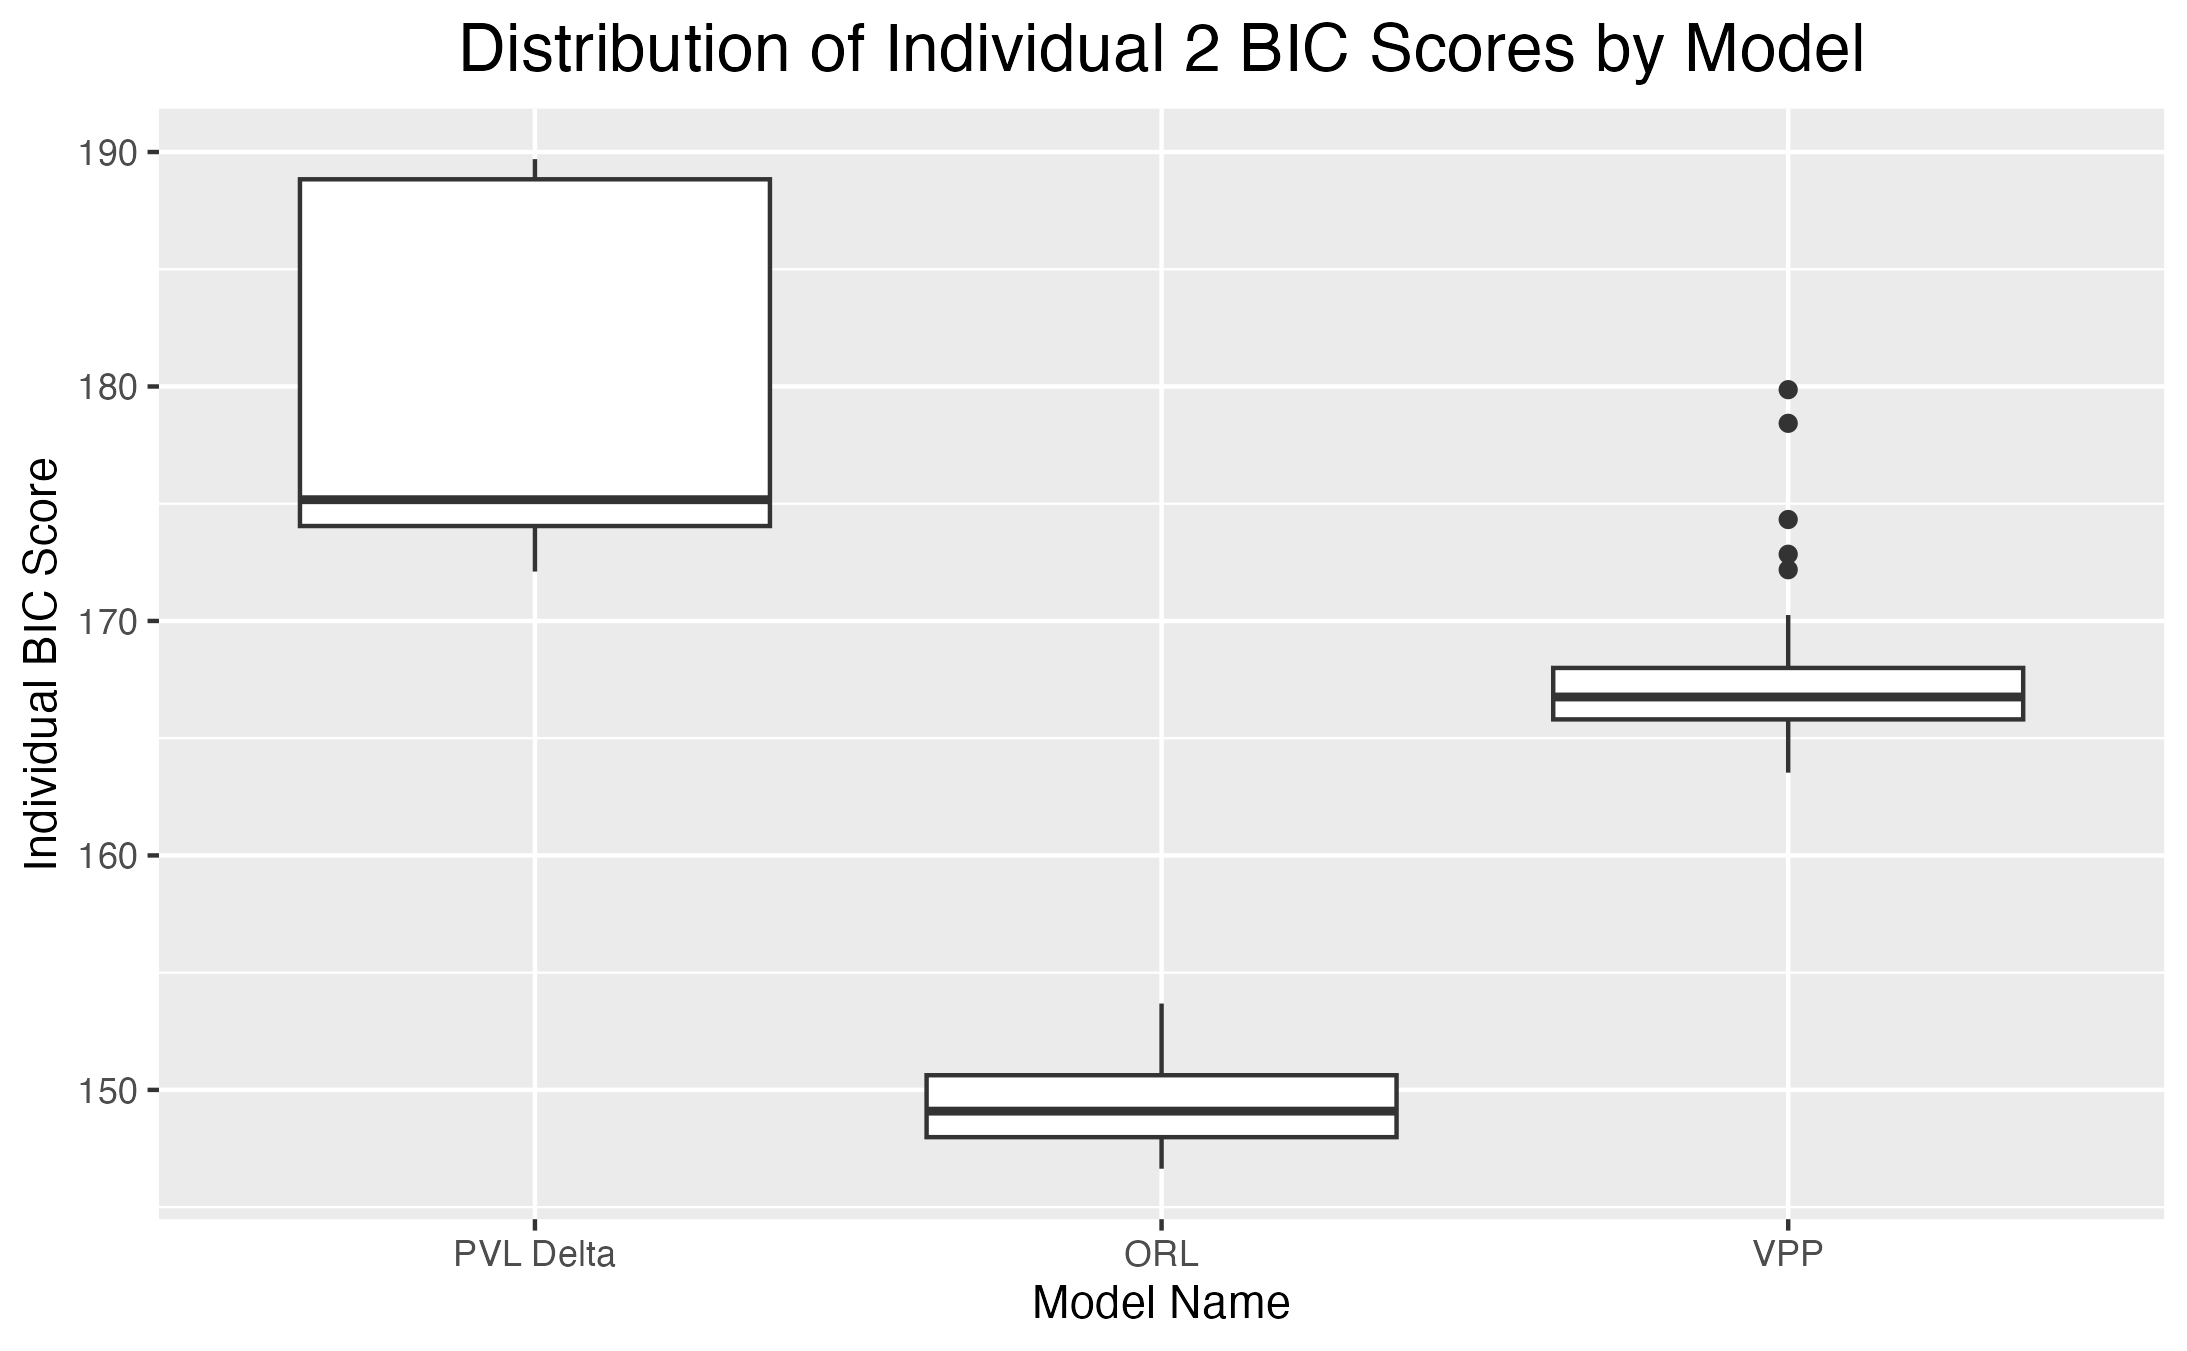 Distribution of Individual 2 BIC Scores by Model
Individual BIC Score
190
180
170
160
150
PVL Delta
ORL
VPP
Model Name